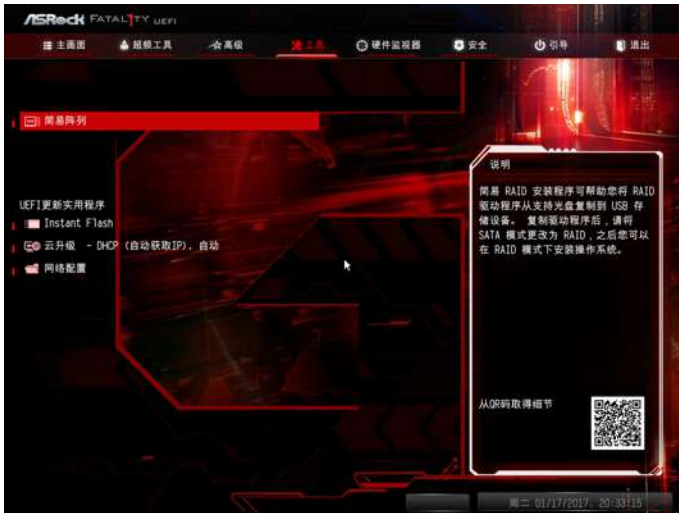 ASRock FATAL1TY UEFI
主画面 超频工具 高级 工具 硬件监视器 安全 引导 退出
简易阵列
UEFI更新实用程序
Instant Flash
云升级 - DHCP (自动获取IP), 自动
网络配置
说明
简易 RAID 安装程序可帮助您将 RAID
驱动程序从支持光盘复制到 USB 存
储设备。 复制驱动程序后，请将
SATA 模式更改为 RAID，之后您可以
在 RAID 模式下安装操作系统。
从QR码取得细节
周二 01/17/2017, 20:33:15